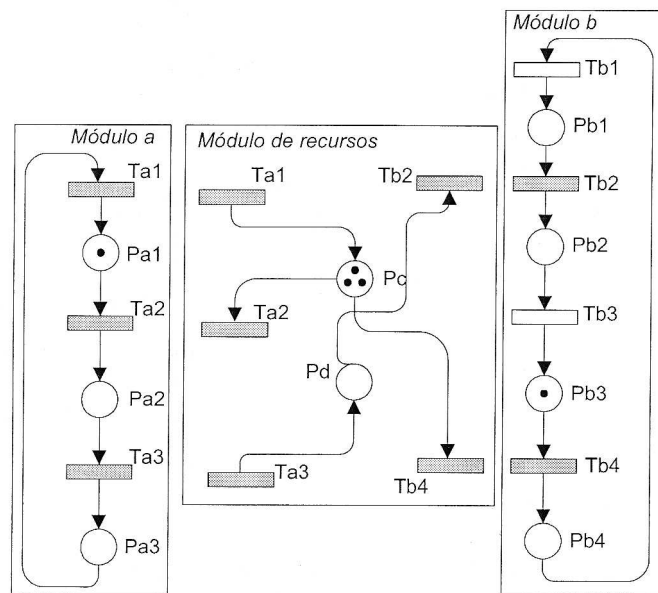 Módulo a
Ta1
Pa1
Ta2
Pa2
Ta3
Pa3
Módulo de recursos
Ta1
Tb2
Pc
Ta2
Pd
Ta3
Tb4
Módulo b
Tb1
Pb1
Tb2
Pb2
Tb3
Pb3
Tb4
Pb4